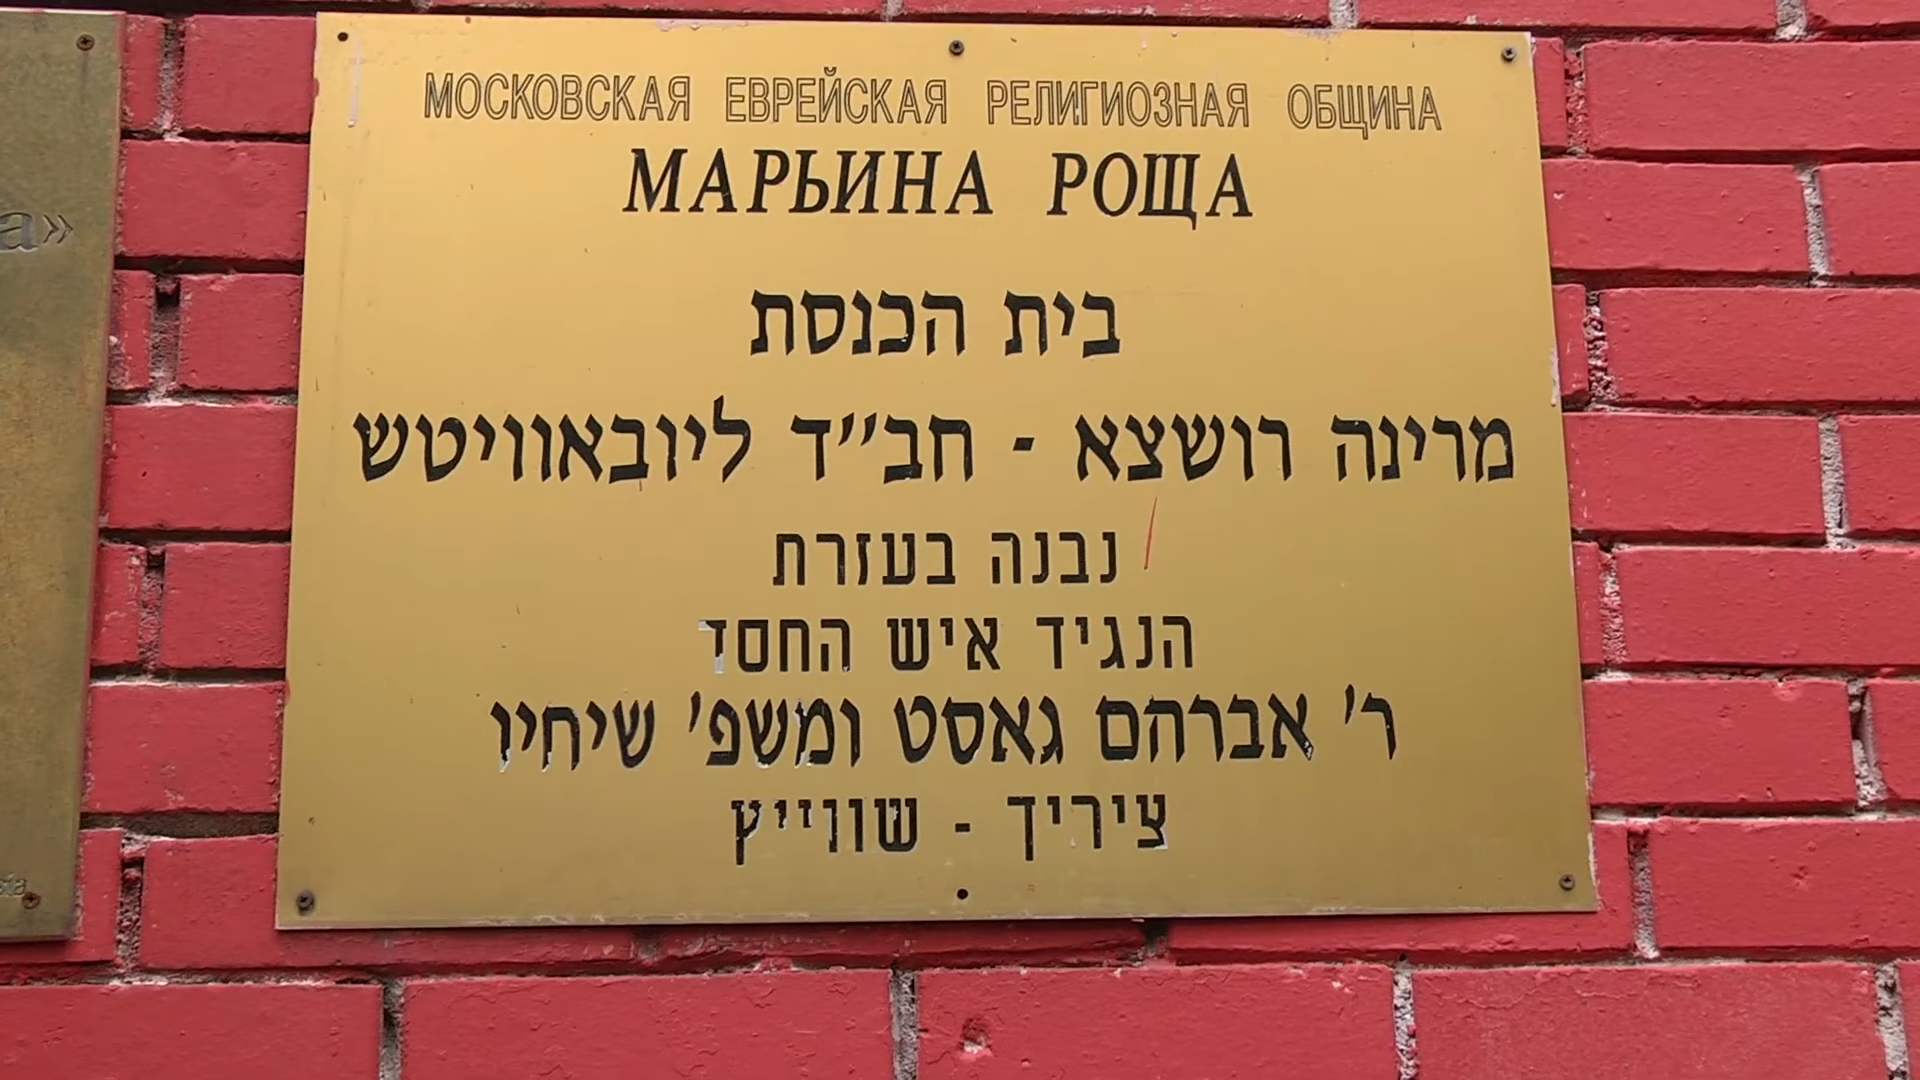 МОСКОВСКАЯ ЕВРЕЙСКАЯ РЕЛИГИОЗНАЯ ОБЩИНА
МАРЬИНА РОЩА
בית הכנסת
מרינה רושצא - חב״ד ליובאוויטש
נבנה בעזרת
הנגיד איש החסד
ר׳ אברהם גאסט ומשפ׳ שיחיו
ציריך - שווייץ
а»